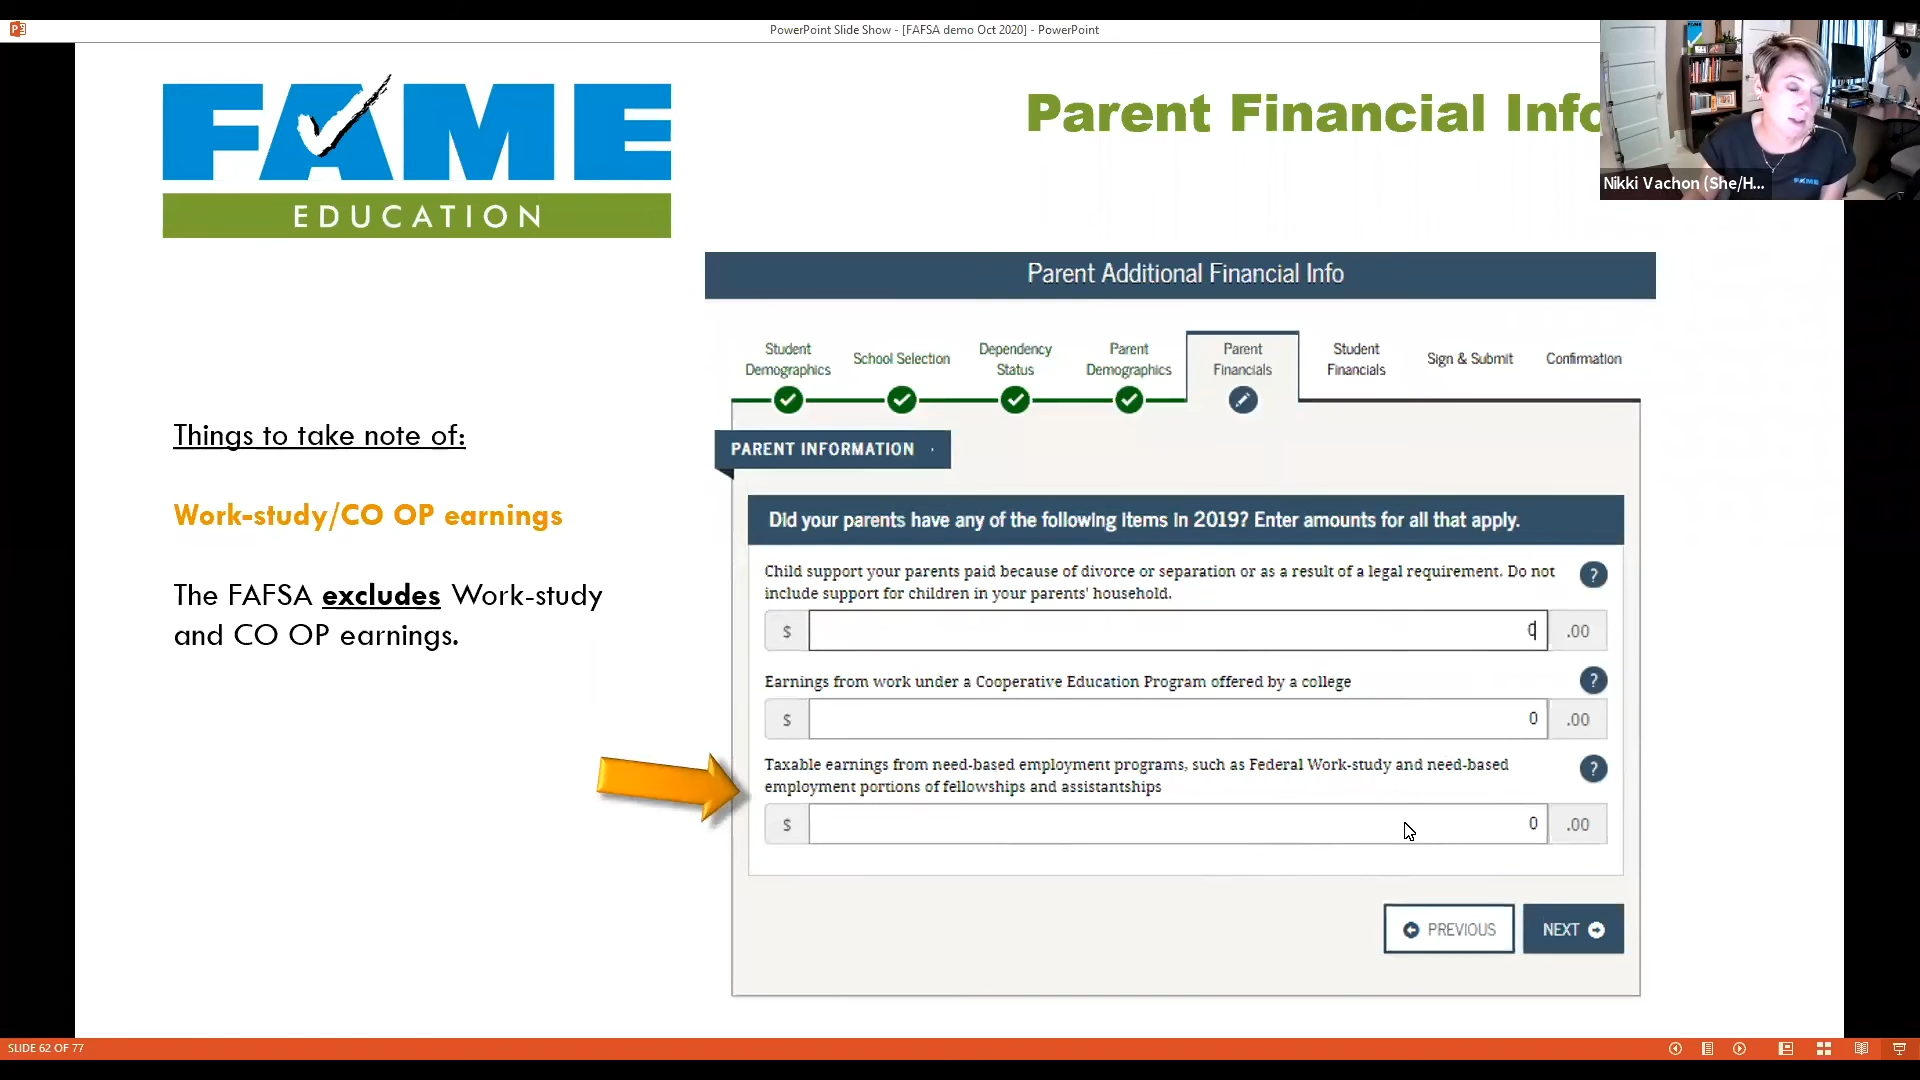 PowerPoint Slide Show - [FAFSA demo Oct 2020] - PowerPoint
FAME
EDUCATION
Parent Financial Info
Nikki Vachon (She/H...
FAME
Parent Additional Financial Info
Student Demographics
School Selection
Dependency Status
Parent Demographics
Parent Financials
Student Financials
Sign & Submit
Confirmation
Things to take note of:
Work-study/CO OP earnings
The FAFSA excludes Work-study
and CO OP earnings.
PARENT INFORMATION
Did your parents have any of the following items in 2019? Enter amounts for all that apply.
Child support your parents paid because of divorce or separation or as a result of a legal requirement. Do not
include support for children in your parents' household.
?
$ 0 .00
Earnings from work under a Cooperative Education Program offered by a college
?
$ 0 .00
Taxable earnings from need-based employment programs, such as Federal Work-study and need-based
employment portions of fellowships and assistantships
?
$ 0 .00
PREVIOUS
NEXT
SLIDE 62 OF 77